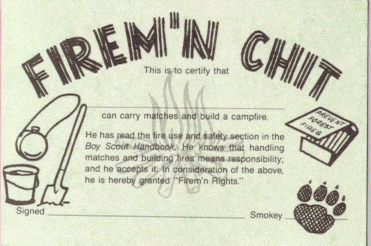 FIREM'N CHIT
This is to certify that
can carry matches and build a campfire.
He has read the fire use and safety section in the
Boy Scout Handbook. He knows that handling
matches and building fires means responsibility;
and he accepts it. In consideration of the above,
he is hereby granted "Firem'n Rights."
PREVENT
FOREST
FIRES
Signed
Smokey